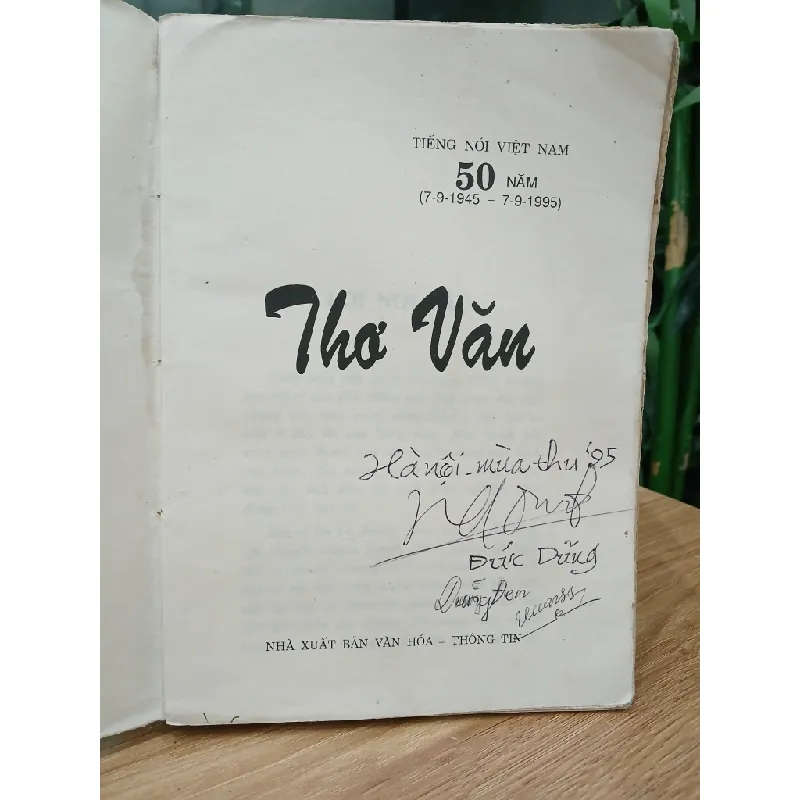 TIẾNG NÓI VIỆT NAM
50 NĂM
(7-9-1945 – 7-9-1995)
Thơ Văn
Hà nội - mùa thu '95
Đức Dũng
NHÀ XUẤT BẢN VĂN HÓA – THÔNG TIN